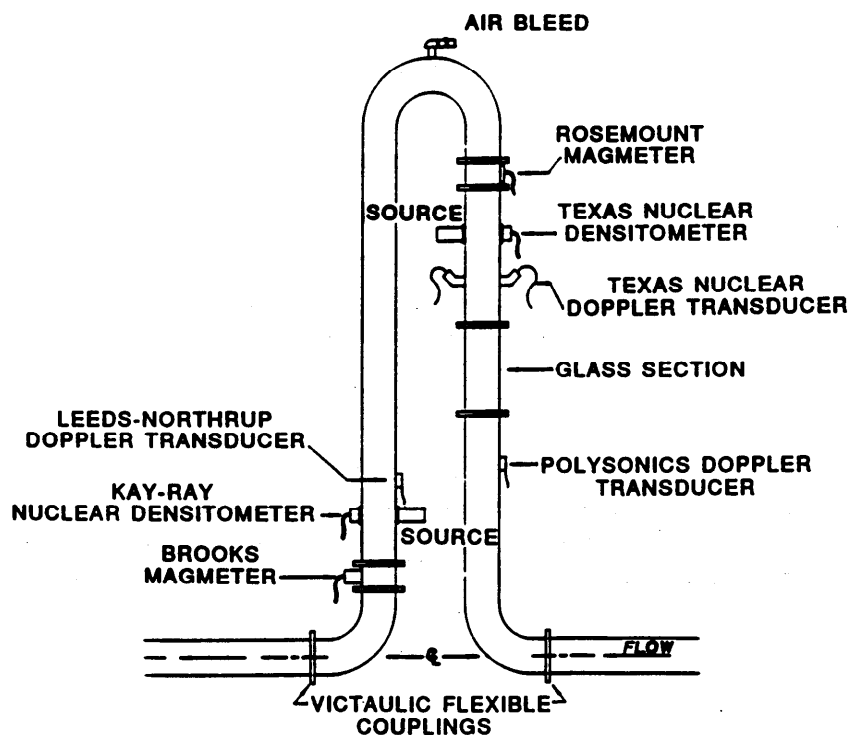 AIR BLEED
ROSEMOUNT
MAGMETER
SOURCE
TEXAS NUCLEAR
DENSITOMETER
TEXAS NUCLEAR
DOPPLER TRANSDUCER
GLASS SECTION
LEEDS-NORTHRUP
DOPPLER TRANSDUCER
POLYSONICS DOPPLER
TRANSDUCER
KAY-RAY
NUCLEAR DENSITOMETER
SOURCE
BROOKS
MAGMETER
℄
FLOW
VICTAULIC FLEXIBLE
COUPLINGS